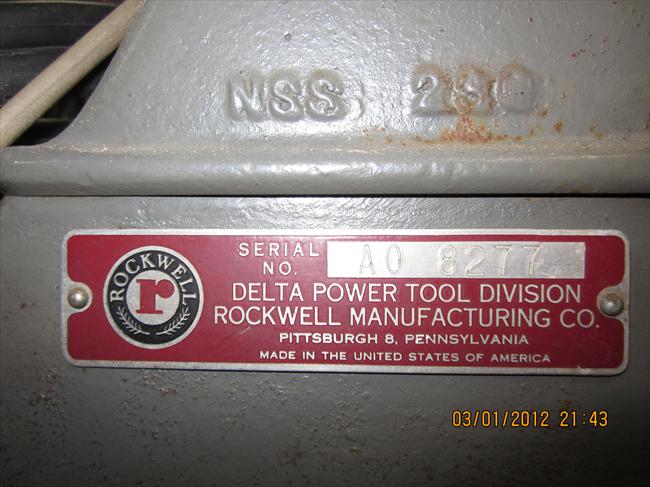 NSS
ROCKWELL
r
SERIAL NO. AO 8277
DELTA POWER TOOL DIVISION
ROCKWELL MANUFACTURING CO.
PITTSBURGH 8, PENNSYLVANIA
MADE IN THE UNITED STATES OF AMERICA
03/01/2012 21:43